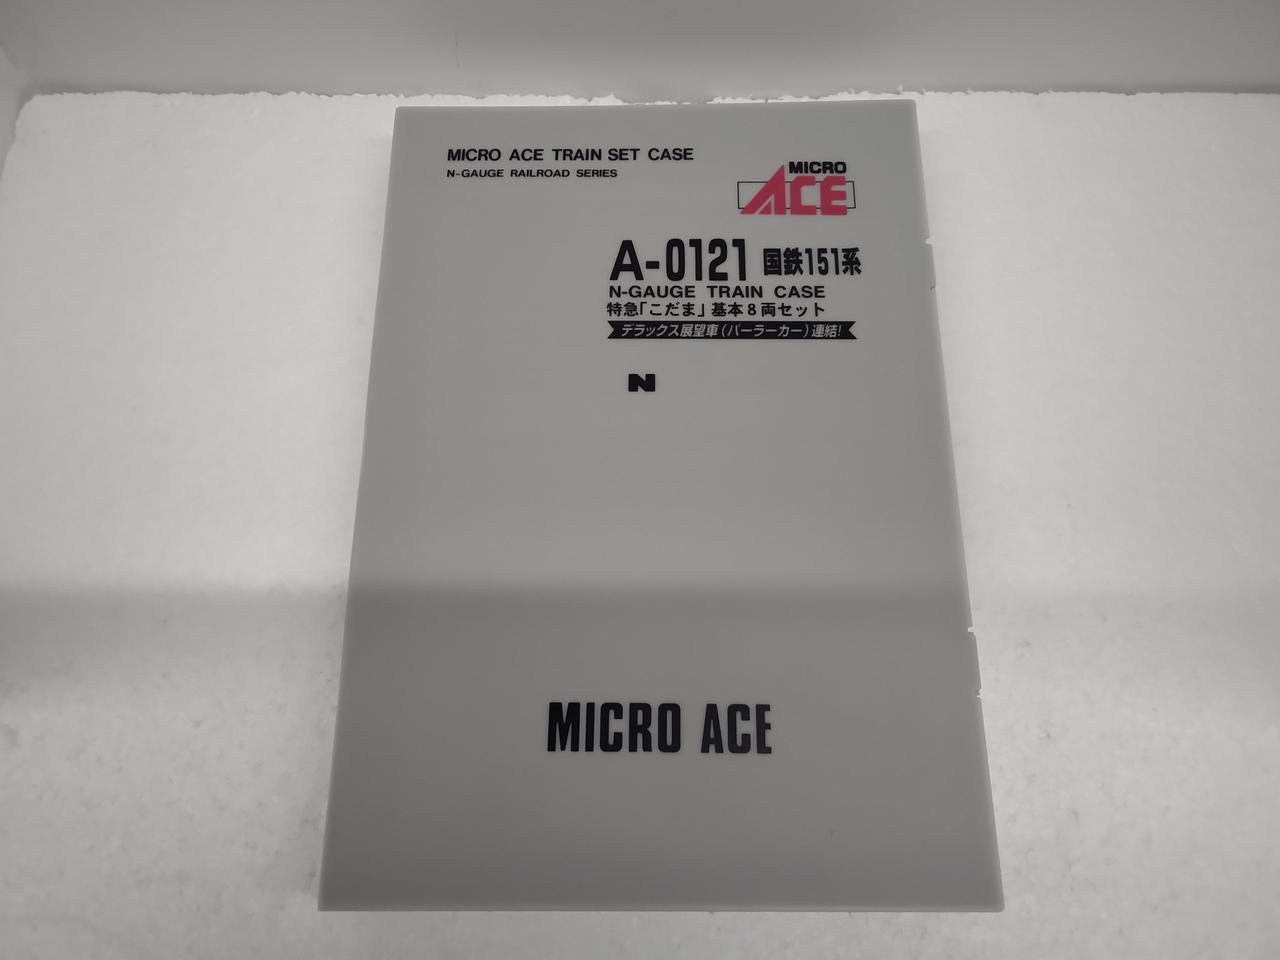 MICRO ACE TRAIN SET CASE
N-GAUGE RAILROAD SERIES
MICRO
ACE
A-0121 国鉄151系
N-GAUGE TRAIN CASE
特急「こだま」基本8両セット
デラックス展望車(パーラーカー)連結!
N
MICRO ACE